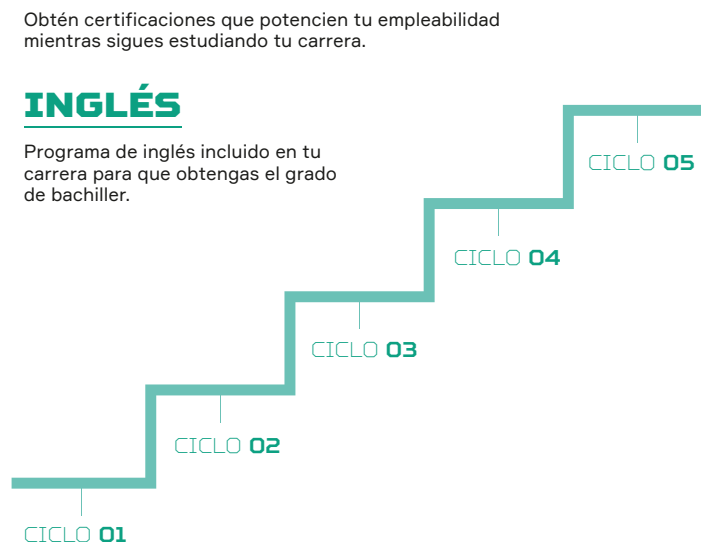 Obtén certificaciones que potencien tu empleabilidad
mientras sigues estudiando tu carrera.
INGLÉS
Programa de inglés incluido en tu
carrera para que obtengas el grado
de bachiller.
CICLO 05
CICLO 04
CICLO 03
CICLO 02
CICLO 01